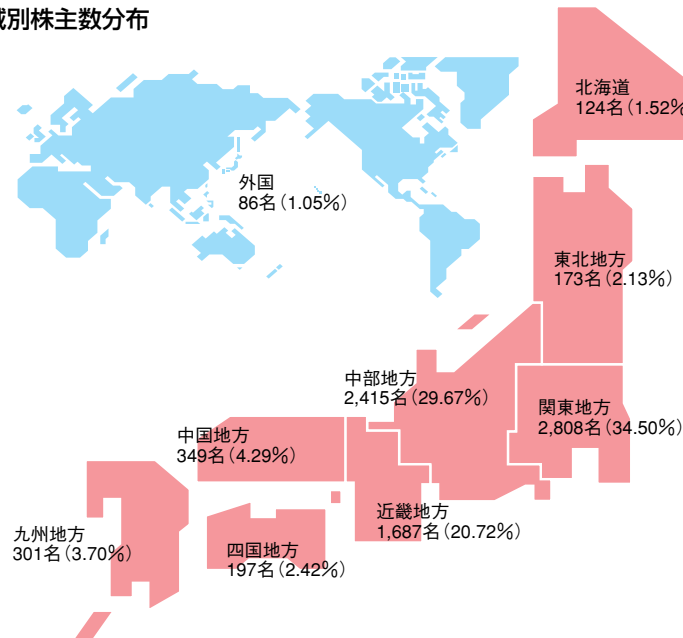 域別株主数分布
北海道
124名(1.52%
外国
86名(1.05%)
東北地方
173名(2.13%)
中部地方
2,415名(29.67%)
関東地方
2,808名(34.50%)
中国地方
349名(4.29%)
近畿地方
1,687名(20.72%)
九州地方
301名(3.70%)
四国地方
197名(2.42%)